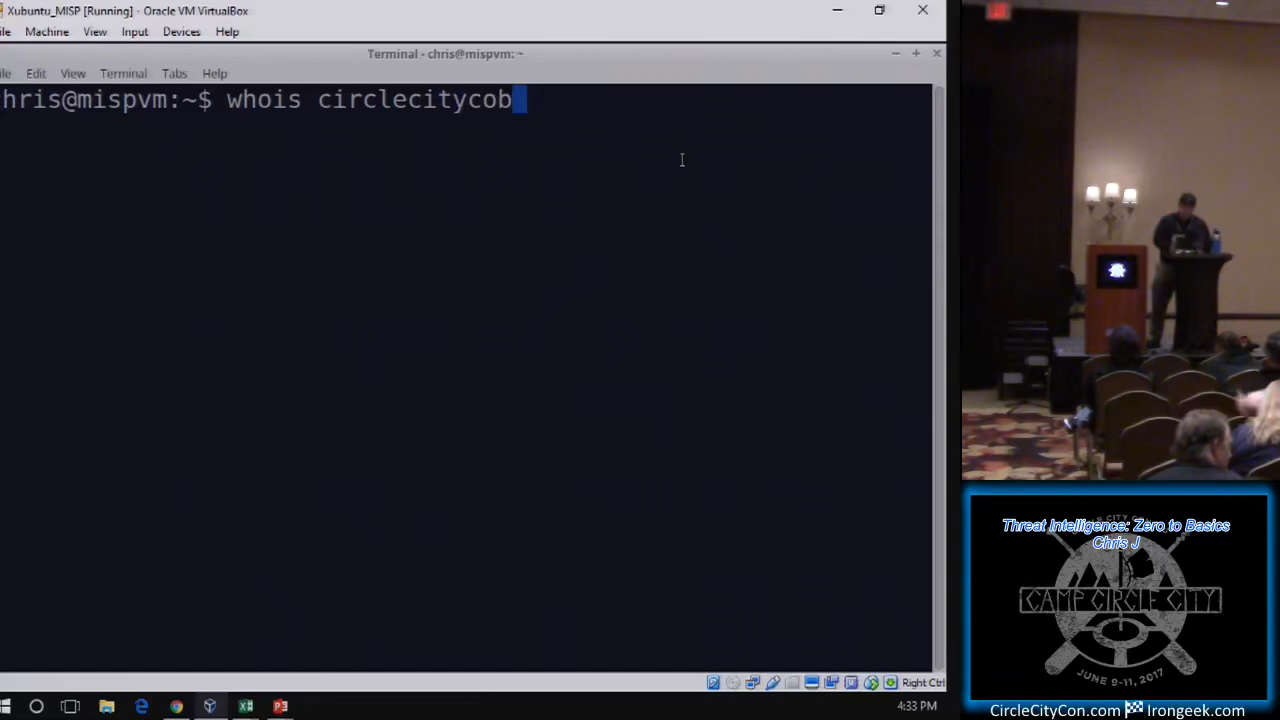 Xubuntu_MISP [Running] - Oracle VM VirtualBox
ile Machine View Input Devices Help
Terminal - chris@mispvm: ~
ile Edit View Terminal Tabs Help
hris@mispvm:~$ whois circlecitycob
Right Ctrl
4:33 PM
Threat Intelligence: Zero to Basics
Chris J
CAMP CIRCLE CITY
JUNE 9-11, 2017
CircleCityCon.com Irongeek.com